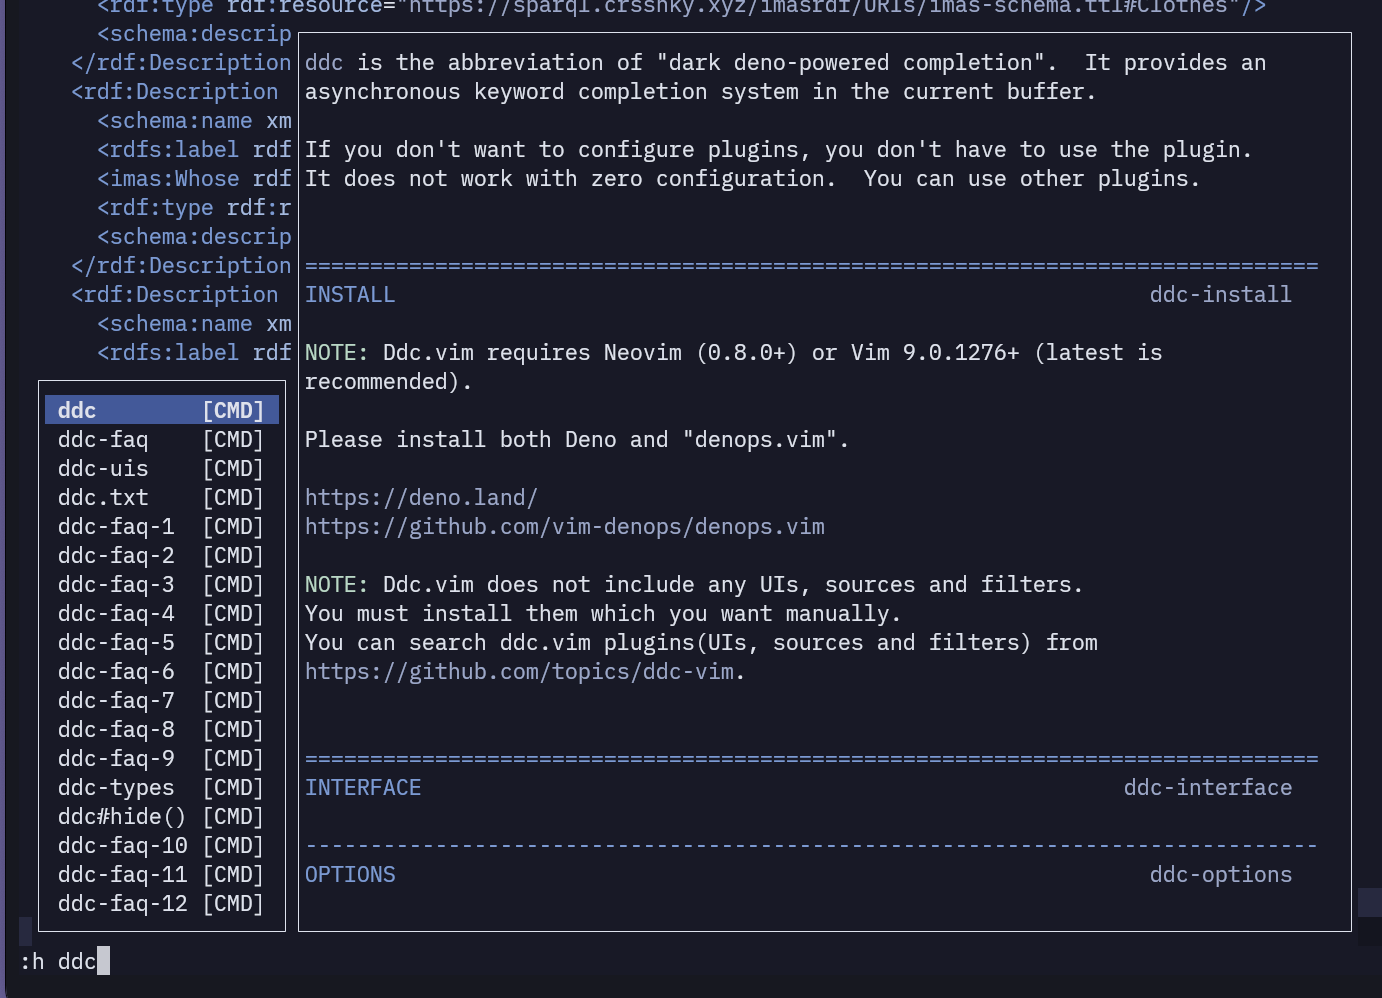 <rdf:type rdf:resource="https://sparql.crssnky.xyz/imasrdf/URIs/imas-schema.ttl#Clothes"/>
<schema:descrip
</rdf:Description
<rdf:Description
<schema:name xm
<rdfs:label rdf
<imas:Whose rdf
<rdf:type rdf:r
<schema:descrip
</rdf:Description
<rdf:Description
<schema:name xm
<rdfs:label rdf
ddc is the abbreviation of "dark deno-powered completion".  It provides an
asynchronous keyword completion system in the current buffer.
If you don't want to configure plugins, you don't have to use the plugin.
It does not work with zero configuration.  You can use other plugins.
==============================================================================
INSTALL ddc-install
NOTE: Ddc.vim requires Neovim (0.8.0+) or Vim 9.0.1276+ (latest is
recommended).
Please install both Deno and "denops.vim".
https://deno.land/
https://github.com/vim-denops/denops.vim
NOTE: Ddc.vim does not include any UIs, sources and filters.
You must install them which you want manually.
You can search ddc.vim plugins(UIs, sources and filters) from
https://github.com/topics/ddc-vim.
==============================================================================
INTERFACE ddc-interface
------------------------------------------------------------------------------
OPTIONS ddc-options
ddc [CMD]
ddc-faq [CMD]
ddc-uis [CMD]
ddc.txt [CMD]
ddc-faq-1 [CMD]
ddc-faq-2 [CMD]
ddc-faq-3 [CMD]
ddc-faq-4 [CMD]
ddc-faq-5 [CMD]
ddc-faq-6 [CMD]
ddc-faq-7 [CMD]
ddc-faq-8 [CMD]
ddc-faq-9 [CMD]
ddc-types [CMD]
ddc#hide() [CMD]
ddc-faq-10 [CMD]
ddc-faq-11 [CMD]
ddc-faq-12 [CMD]
:h ddc